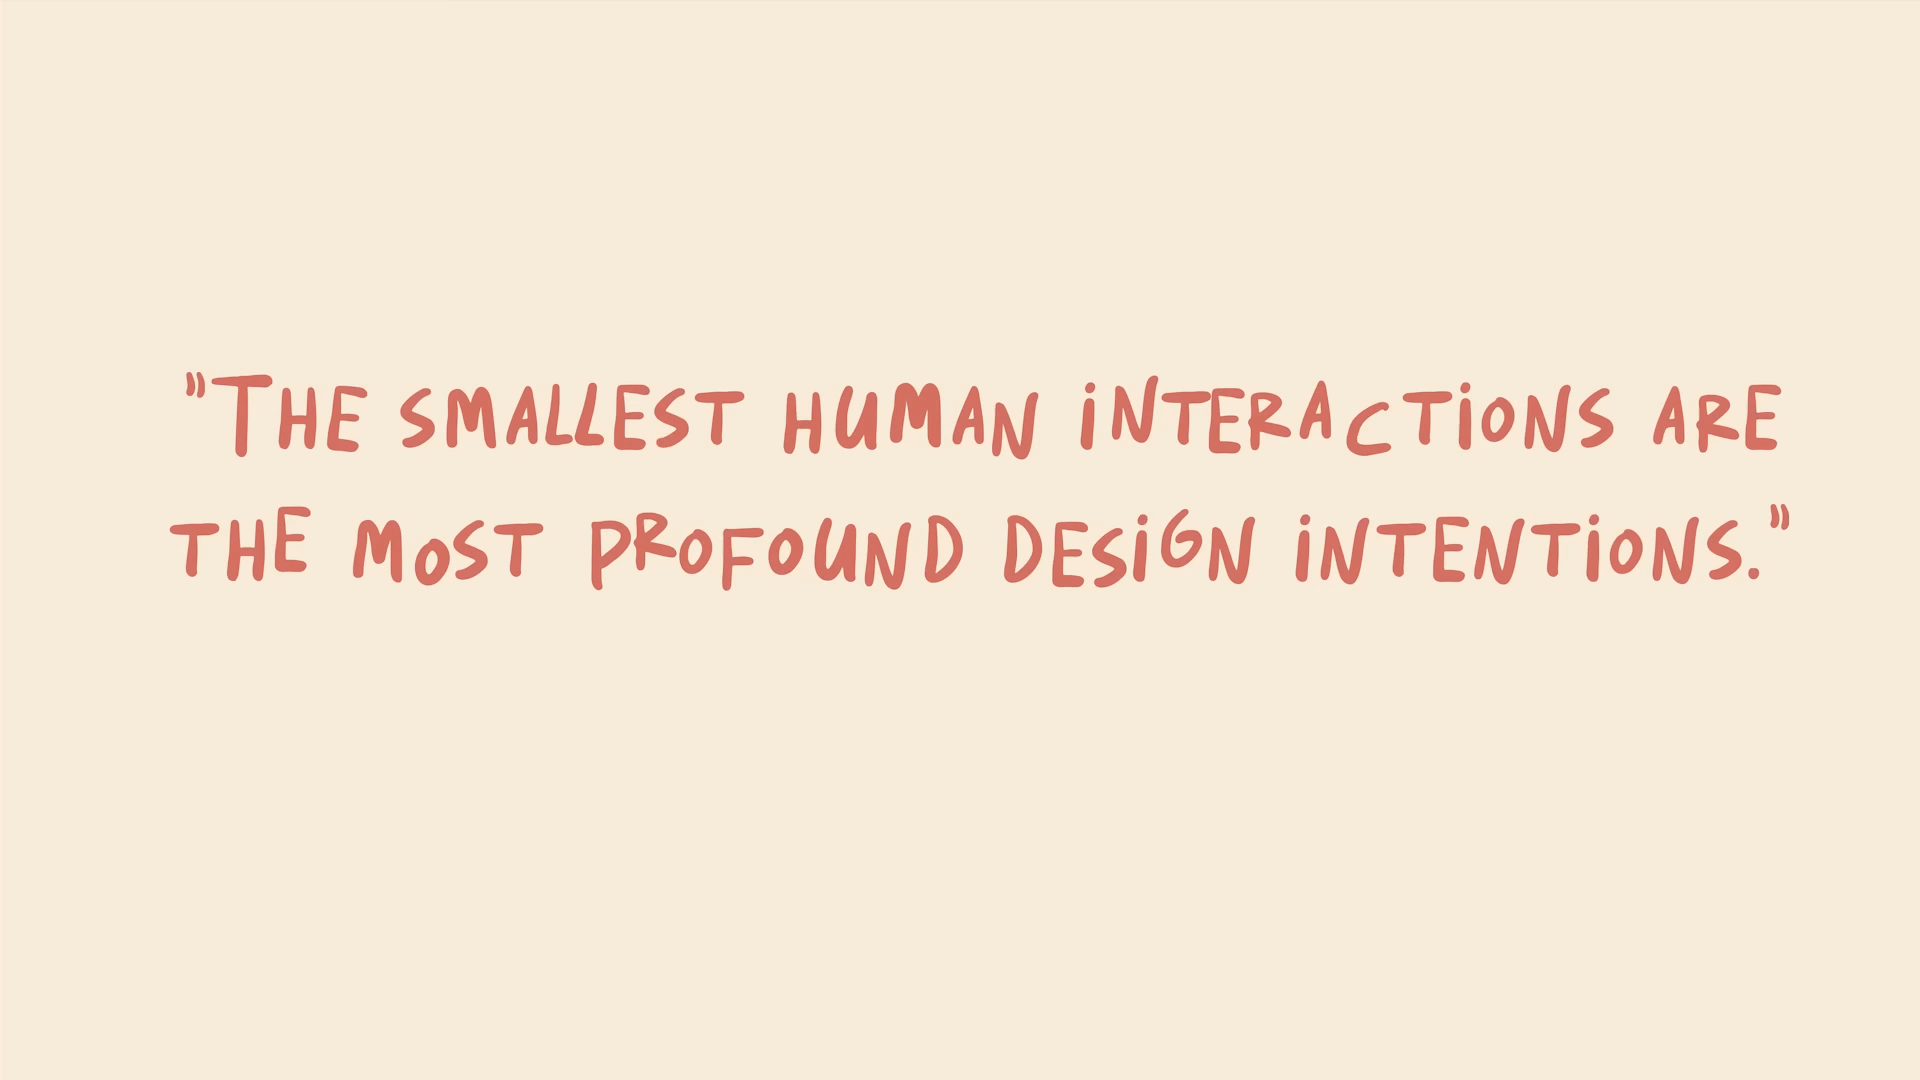 "The smallest human interactions are
the most profound design intentions."